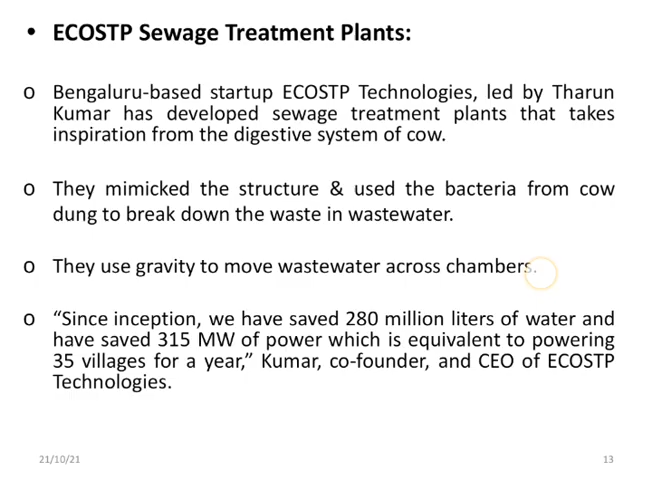 • ECOSTP Sewage Treatment Plants:
o Bengaluru-based startup ECOSTP Technologies, led by Tharun
Kumar has developed sewage treatment plants that takes
inspiration from the digestive system of cow.
o They mimicked the structure & used the bacteria from cow
dung to break down the waste in wastewater.
o They use gravity to move wastewater across chambers.
o “Since inception, we have saved 280 million liters of water and
have saved 315 MW of power which is equivalent to powering
35 villages for a year,” Kumar, co-founder, and CEO of ECOSTP
Technologies.
21/10/21 13